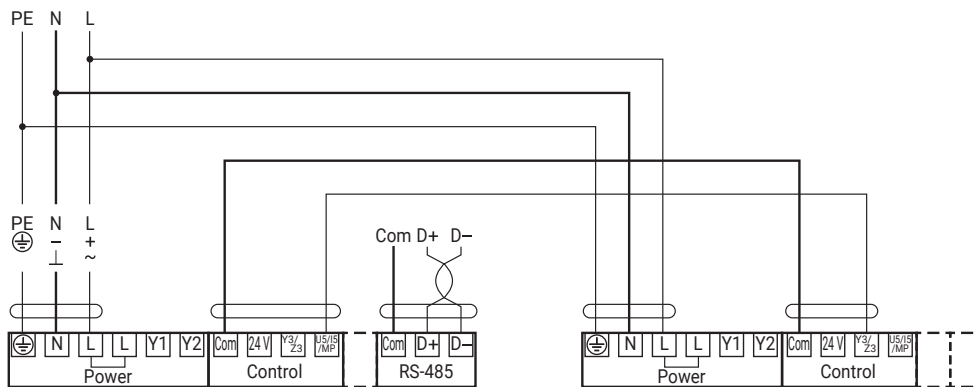 PE N L
PE N L
− +
⊥ ~
Com D+ D−
N L L Y1 Y2 Com 24 V Y3/Z3 U5/I5/MP Com D+ D− N L L Y1 Y2 Com 24 V Y3/Z3 U5/I5/MP
Power Control RS-485 Power Control